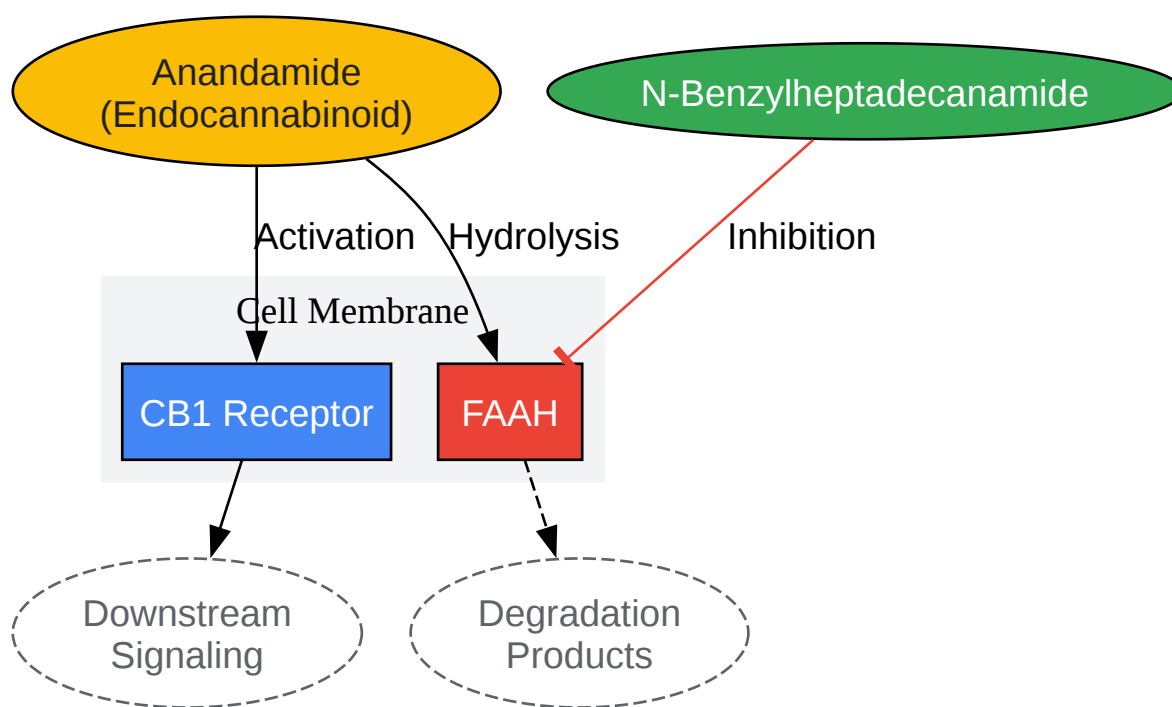 Anandamide
(Endocannabinoid)
N-Benzylheptadecanamide
Activation
Hydrolysis
Inhibition
Cell Membrane
CB1 Receptor
FAAH
Downstream
Signaling
Degradation
Products